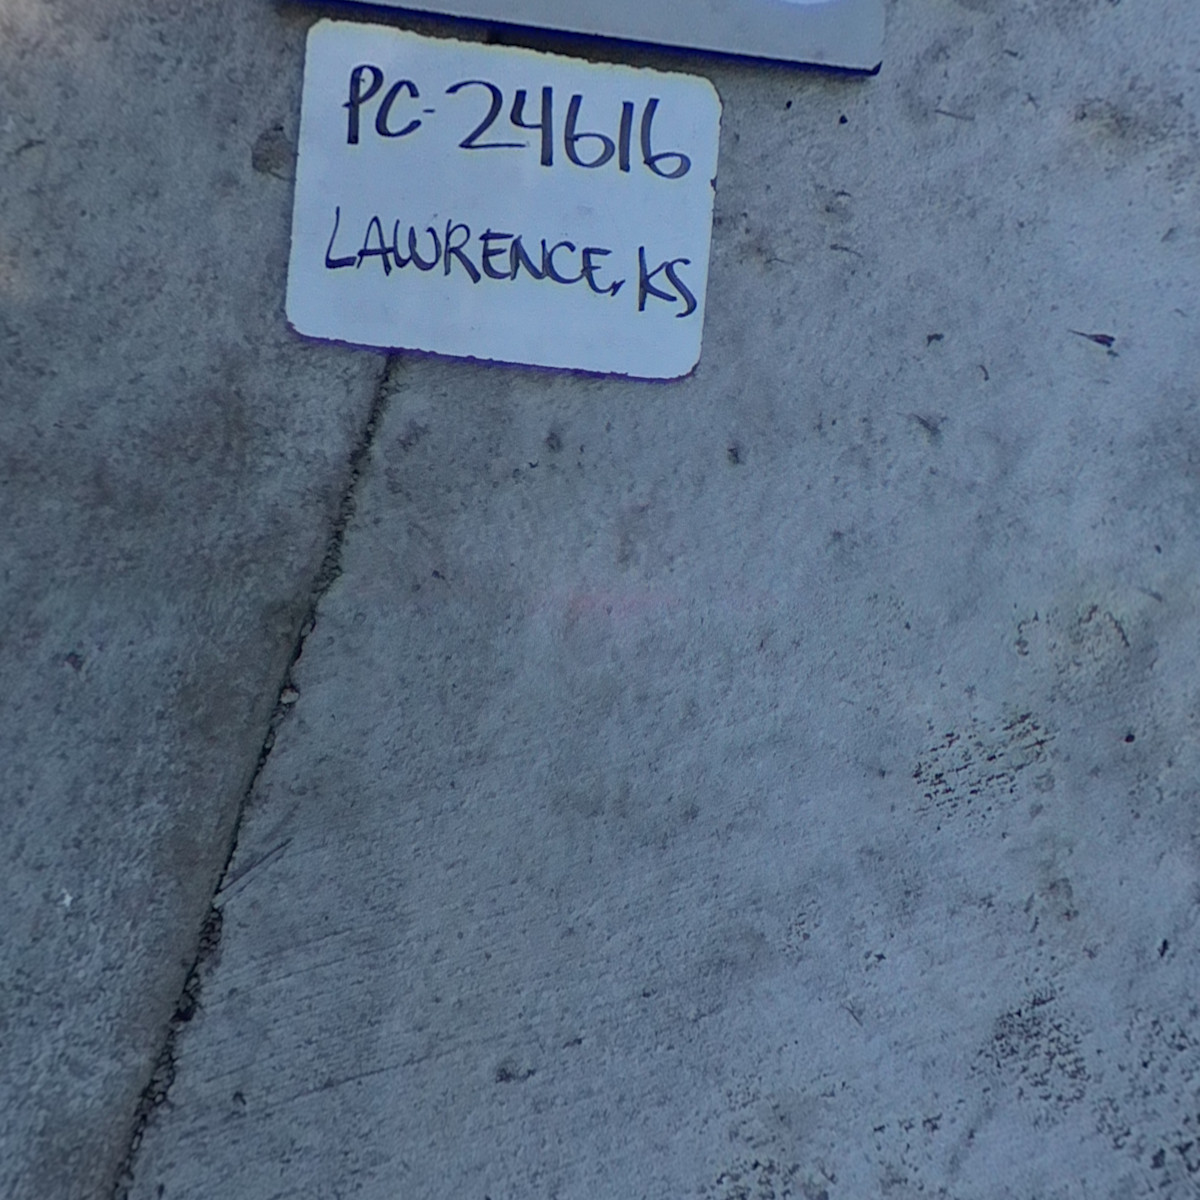 PC-24616
LAWRENCE, KS